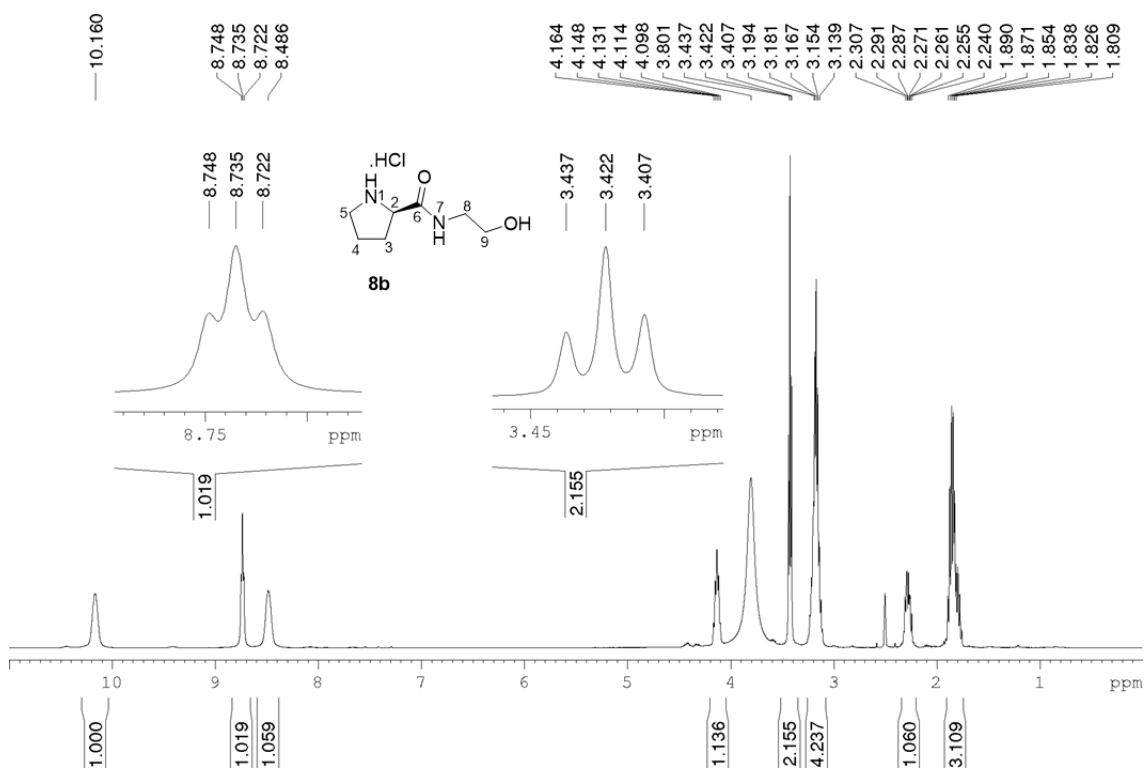 10.160 8.748 8.735 8.722 8.486 4.164 4.148 4.131 4.114 4.098 3.801 3.437 3.422 3.407 3.194 3.181 3.167 3.154 3.139 2.307 2.291 2.287 2.271 2.261 2.255 2.240 1.890 1.871 1.854 1.838 1.826 1.809
8.748 8.735 8.722
3.437 3.422 3.407
.HCl
H O
N 1 2 6 7 N H 8 9 OH
5 4 3
8b
8.75 ppm
3.45 ppm
1.019
2.155
10 9 8 7 6 5 4 3 2 1 ppm
1.000 1.019 1.059 1.136 2.155 4.237 1.060 3.109